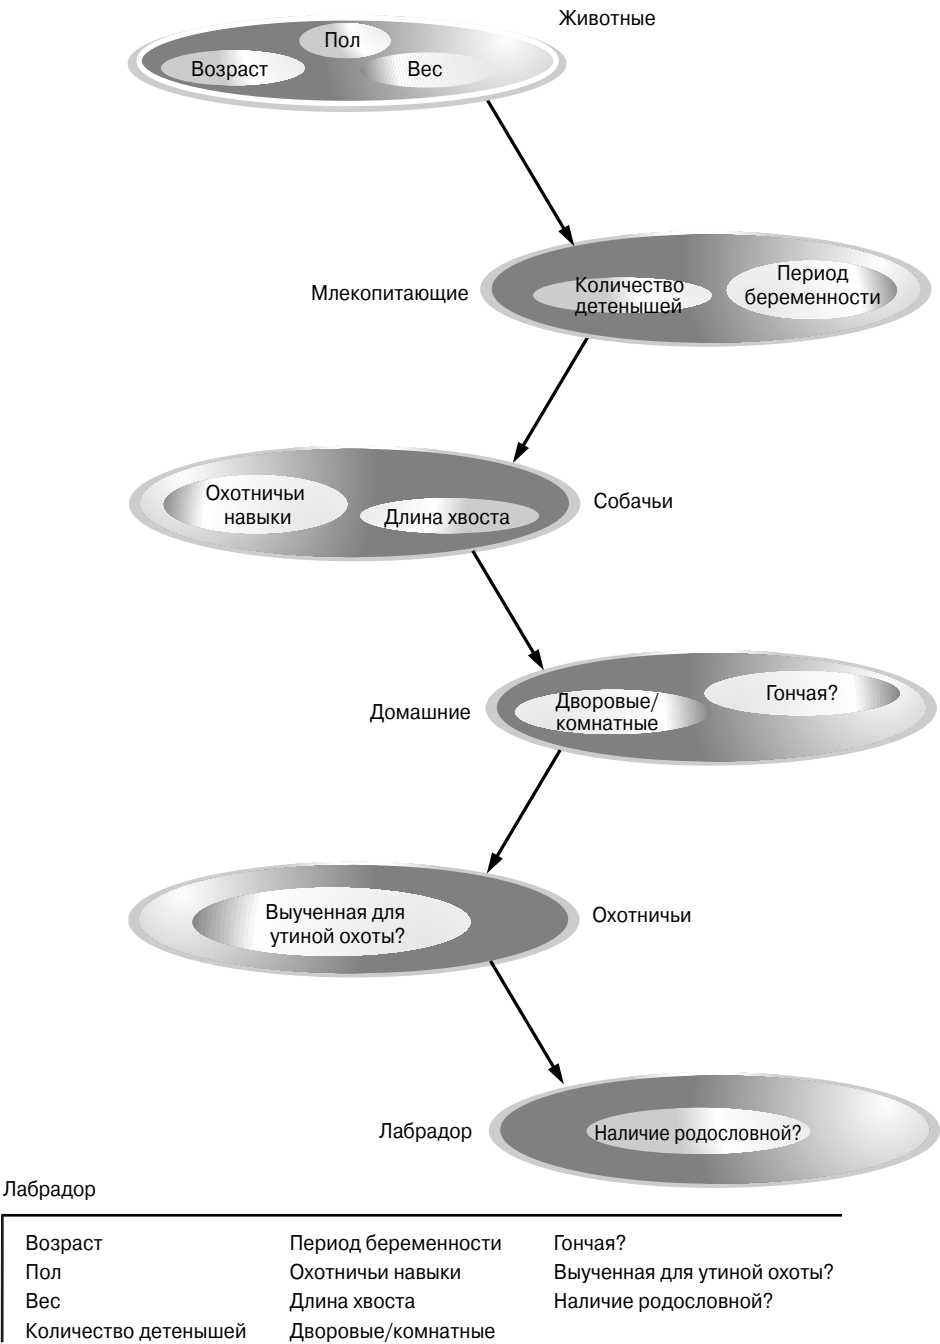 Животные
Пол
Возраст
Вес
Млекопитающие
Количество
детенышей
Период
беременности
Охотничьи
навыки
Длина хвоста
Собачьи
Домашние
Дворовые/
комнатные
Гончая?
Выученная для
утиной охоты?
Охотничьи
Лабрадор
Наличие родословной?
Лабрадор
Возраст Период беременности Гончая?
Пол Охотничьи навыки Выученная для утиной охоты?
Вес Длина хвоста Наличие родословной?
Количество детенышей Дворовые/комнатные